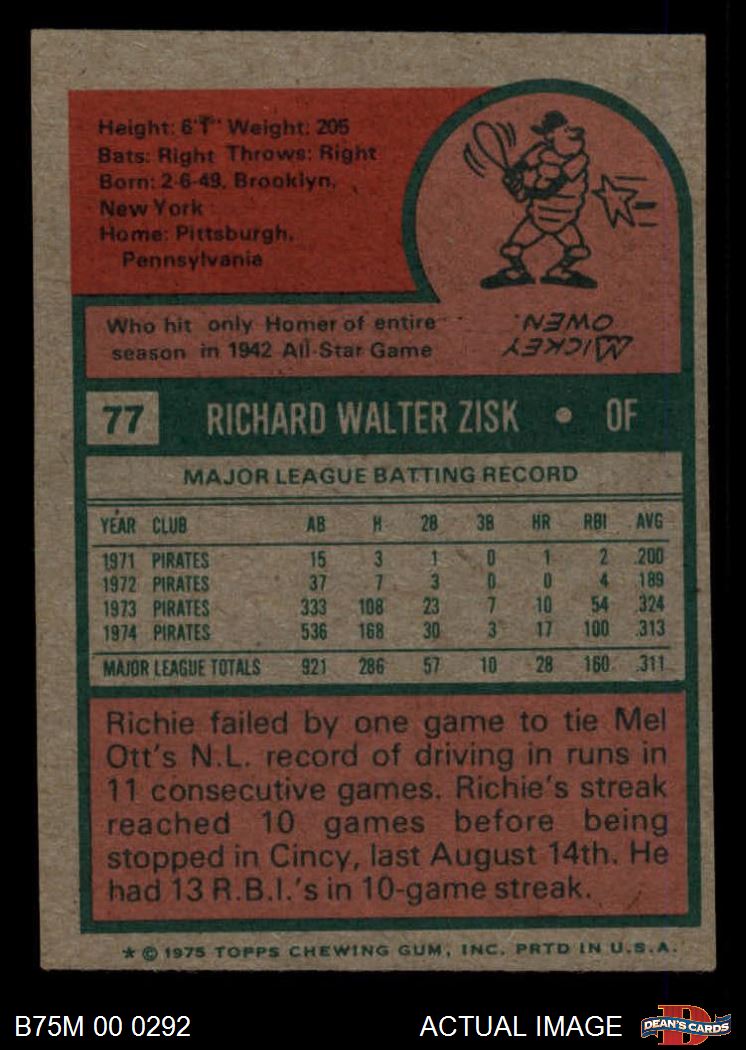 Height: 6'1" Weight: 205
Bats: Right Throws: Right
Born: 2-6-49, Brooklyn,
New York
Home: Pittsburgh,
Pennsylvania
Who hit only Homer of entire
season in 1942 All-Star Game
MICKEY
OWEN.
77 RICHARD WALTER ZISK • OF
MAJOR LEAGUE BATTING RECORD
YEAR CLUB AB H 2B 3B HR RBI AVG
1971 PIRATES 15 3 1 0 1 2 .200
1972 PIRATES 37 7 3 0 0 4 .189
1973 PIRATES 333 108 23 7 10 54 .324
1974 PIRATES 536 168 30 3 17 100 .313
MAJOR LEAGUE TOTALS 921 286 57 10 28 160 .311
Richie failed by one game to tie Mel
Ott's N.L. record of driving in runs in
11 consecutive games. Richie's streak
reached 10 games before being
stopped in Cincy, last August 14th. He
had 13 R.B.I.'s in 10-game streak.
* © 1975 TOPPS CHEWING GUM, INC. PRTD IN U.S.A.
B75M 00 0292 ACTUAL IMAGE D DEAN'S CARDS